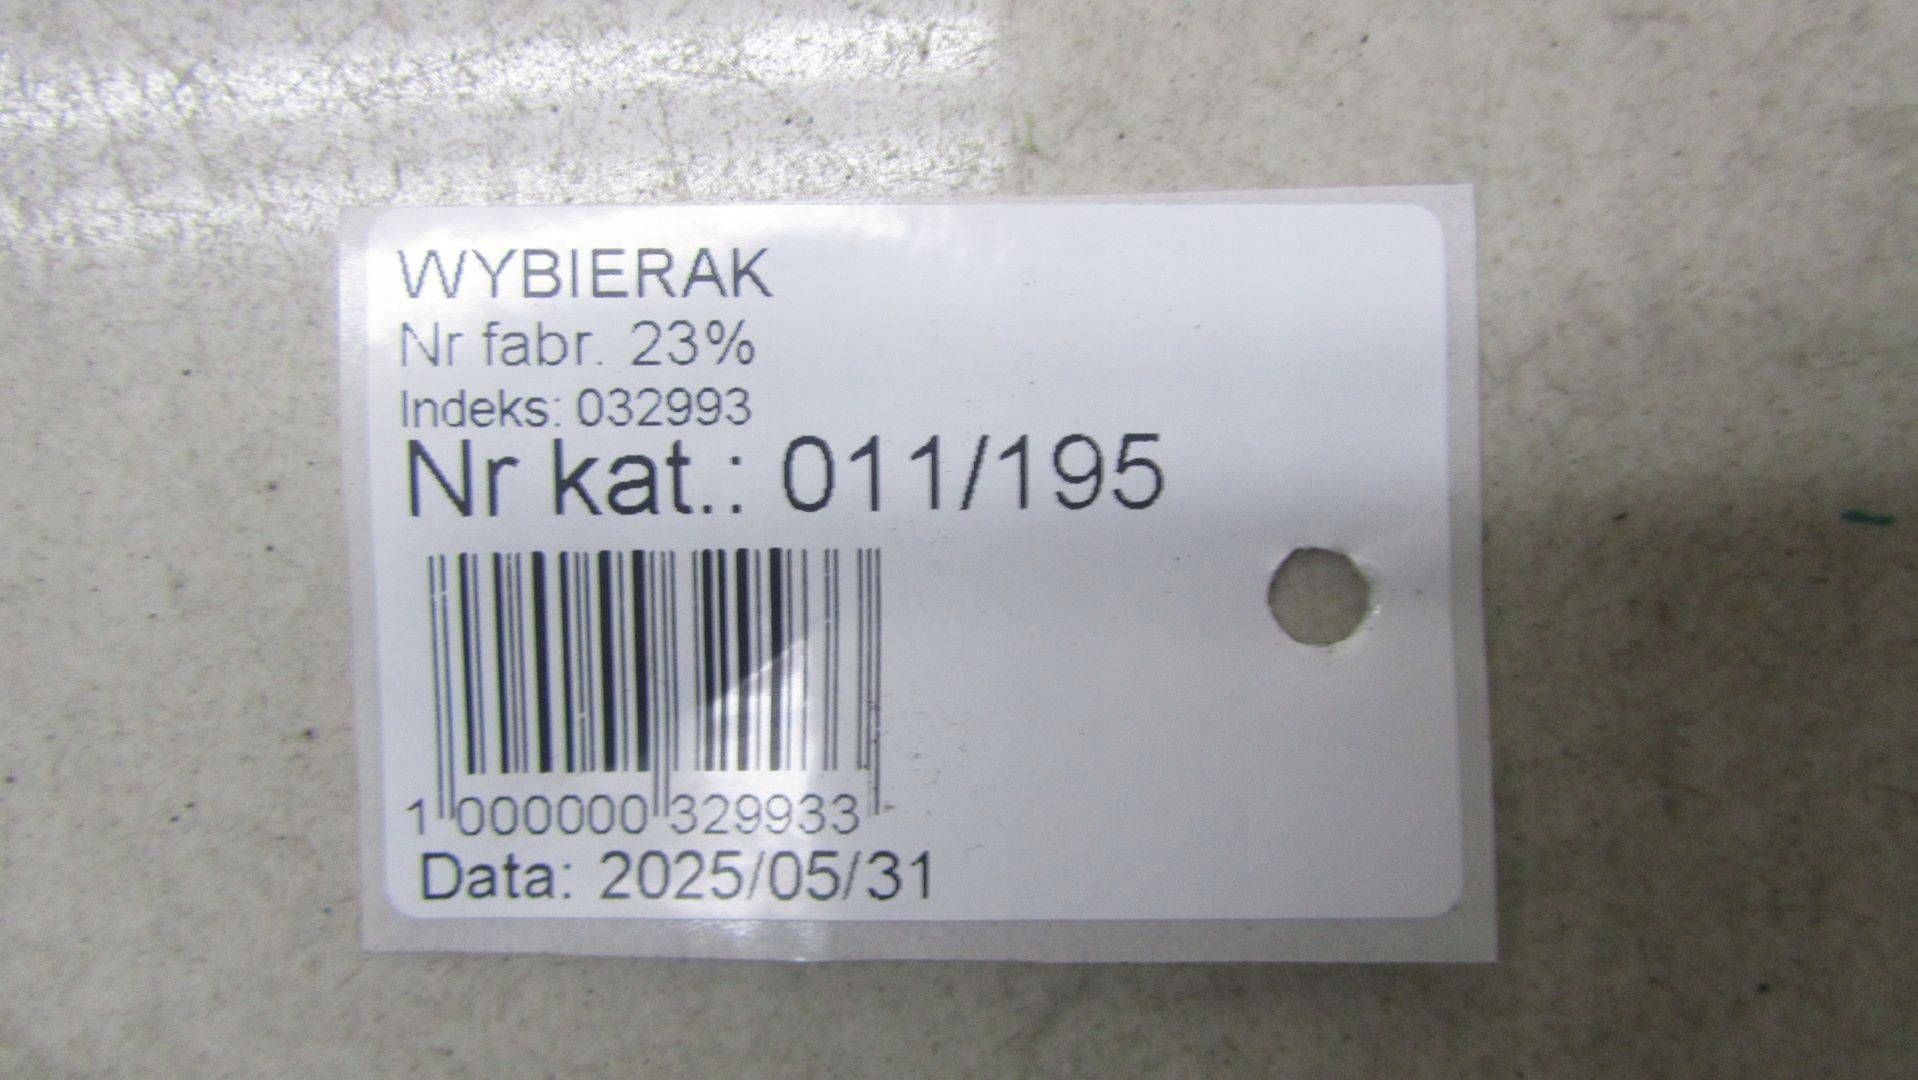 WYBIERAK
Nr fabr. 23%
Indeks: 032993
Nr kat.: 011/195
1 000000 329933
Data: 2025/05/31